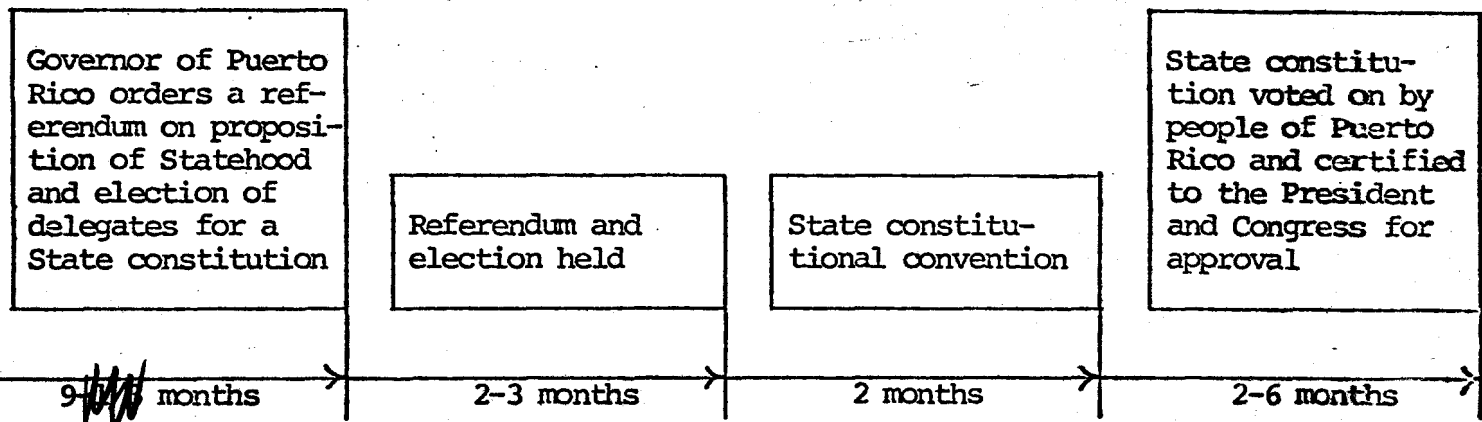 Governor of Puerto
Rico orders a ref-
erendum on proposi-
tion of Statehood
and election of
delegates for a
State constitution
Referendum and
election held
State constitu-
tional convention
State constitu-
tion voted on by
people of Puerto
Rico and certified
to the President
and Congress for
approval
9- months
2-3 months
2 months
2-6 months